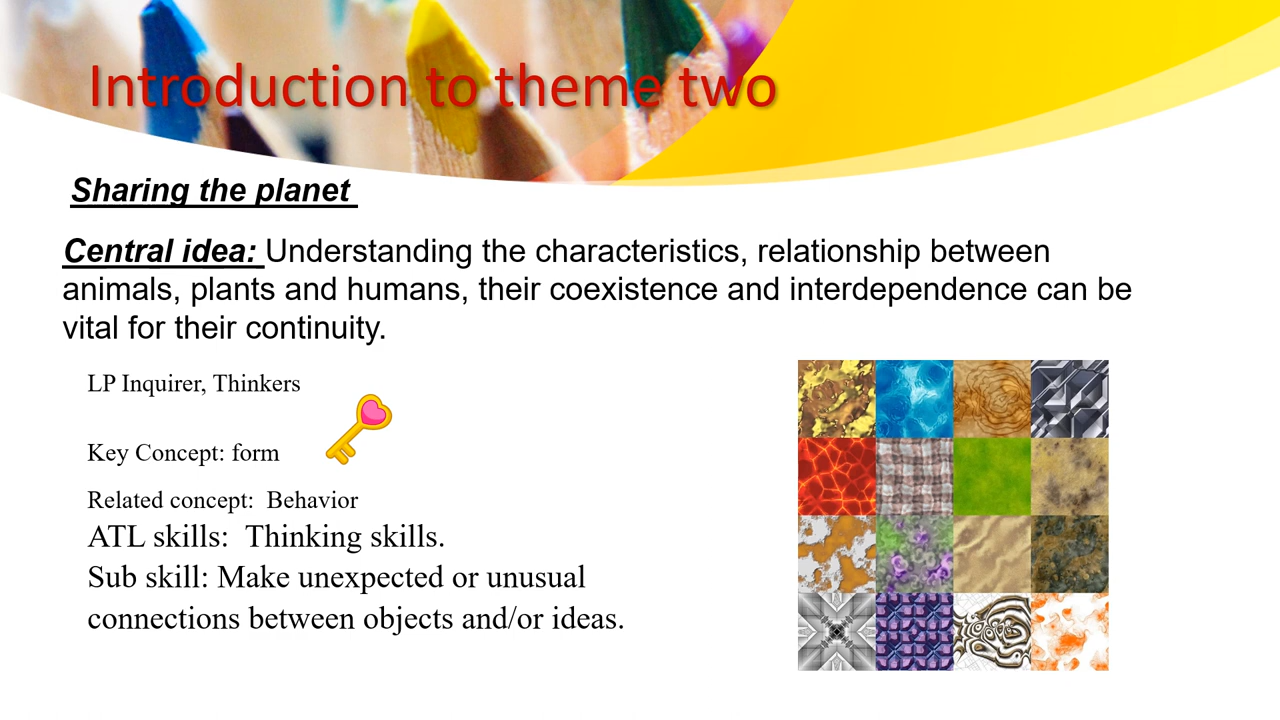 Introduction to theme two
Sharing the planet
Central idea: Understanding the characteristics, relationship between
animals, plants and humans, their coexistence and interdependence can be
vital for their continuity.
LP Inquirer, Thinkers
Key Concept: form
Related concept:  Behavior
ATL skills:  Thinking skills.
Sub skill: Make unexpected or unusual
connections between objects and/or ideas.